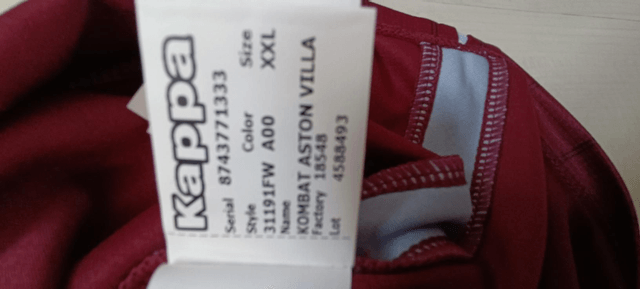 Kappa
Serial 8743771333
Style Color Size
31191FW A00 XXL
Name
KOMBAT ASTON VILLA
Factory 18548
Lot 4588493